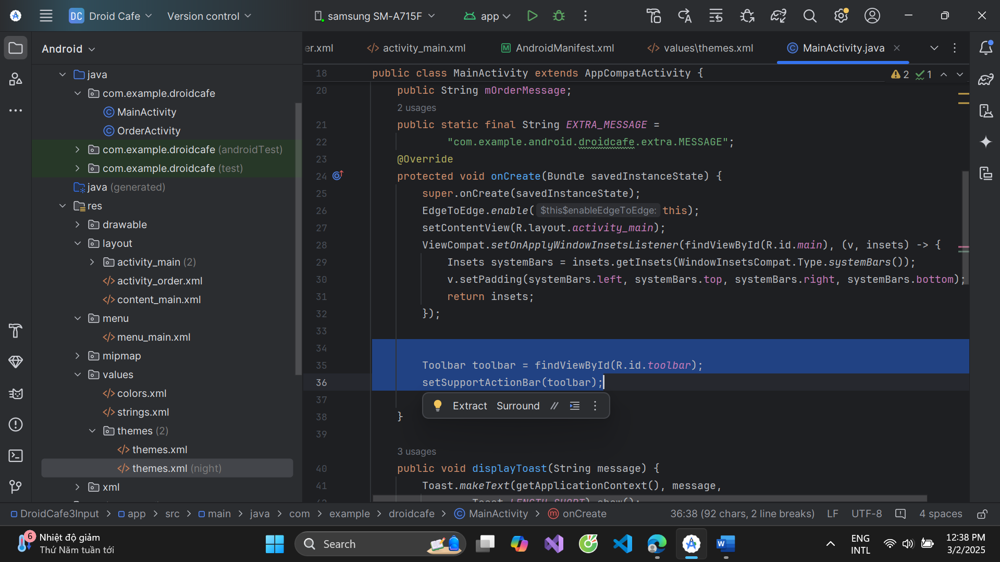 DC Droid Cafe Version control samsung SM-A715F app
Android
er.xml activity_main.xml AndroidManifest.xml values\themes.xml MainActivity.java
java
com.example.droidcafe
MainActivity
OrderActivity
com.example.droidcafe (androidTest)
com.example.droidcafe (test)
java (generated)
res
drawable
layout
activity_main (2)
activity_order.xml
content_main.xml
menu
menu_main.xml
mipmap
values
colors.xml
strings.xml
themes (2)
themes.xml
themes.xml (night)
xml
18 public class MainActivity extends AppCompatActivity {
2 1
20 public String mOrderMessage;
2 usages
21 public static final String EXTRA_MESSAGE =
22 "com.example.android.droidcafe.extra.MESSAGE";
23 @Override
24 protected void onCreate(Bundle savedInstanceState) {
25 super.onCreate(savedInstanceState);
26 EdgeToEdge.enable( $this$enableEdgeToEdge: this);
27 setContentView(R.layout.activity_main);
28 ViewCompat.setOnApplyWindowInsetsListener(findViewById(R.id.main), (v, insets) -> {
29 Insets systemBars = insets.getInsets(WindowInsetsCompat.Type.systemBars());
30 v.setPadding(systemBars.left, systemBars.top, systemBars.right, systemBars.bottom);
31 return insets;
32 });
33
34
35 Toolbar toolbar = findViewById(R.id.toolbar);
36 setSupportActionBar(toolbar);
37
Extract Surround //
38 }
39
3 usages
40 public void displayToast(String message) {
41 Toast.makeText(getApplicationContext(), message,
42 Toast.LENGTH_SHORT).show();
DroidCafe3Input > app > src > main > java > com > example > droidcafe > MainActivity > onCreate 36:38 (92 chars, 2 line breaks) LF UTF-8 4 spaces
6 Nhiệt độ giảm
Thứ Năm tuần tới
Search
ENG
INTL
12:38 PM
3/2/2025